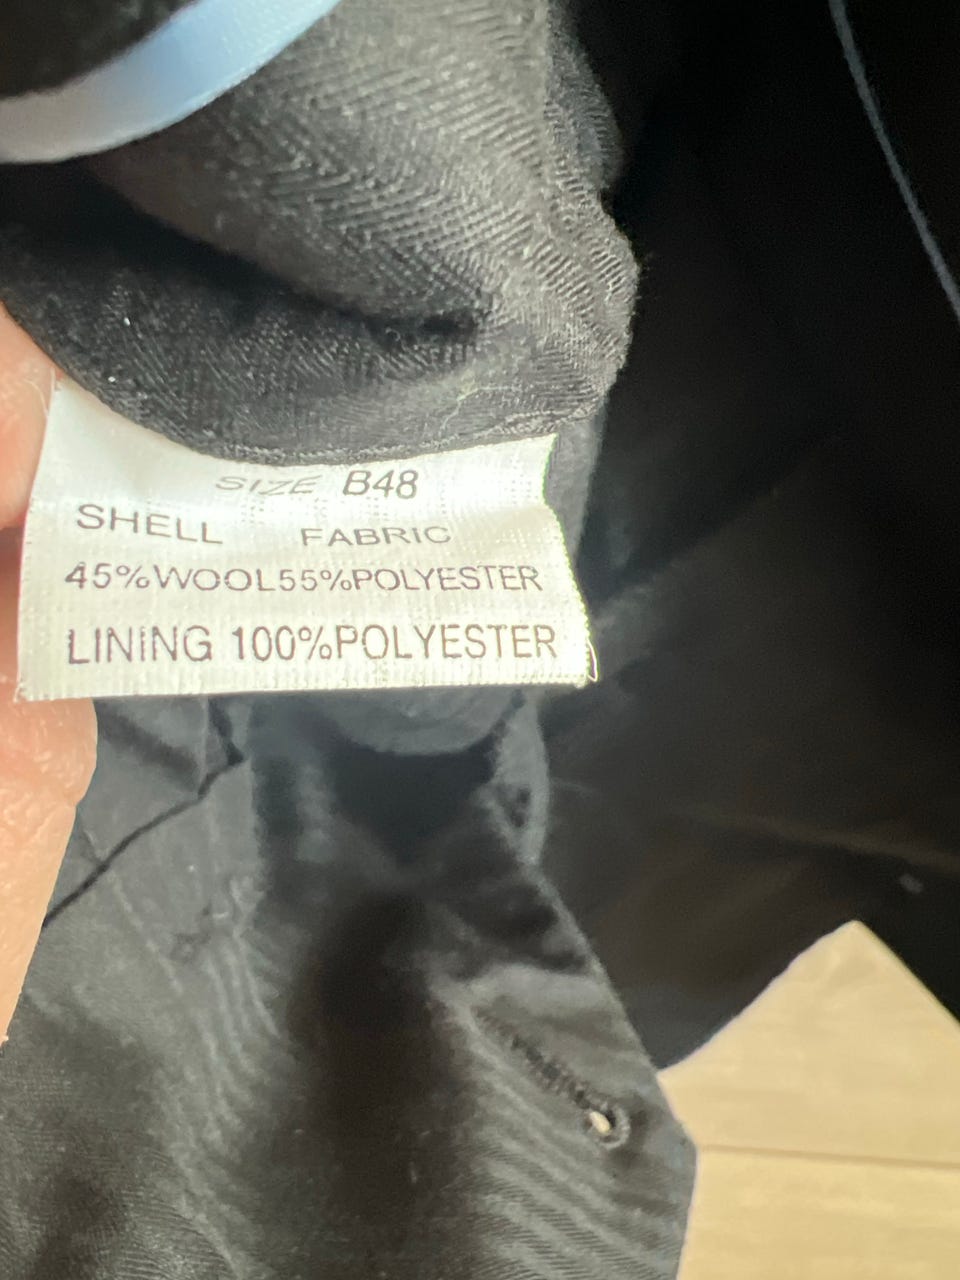 SIZE B48
SHELL FABRIC
45%WOOL55%POLYESTER
LINING 100%POLYESTER